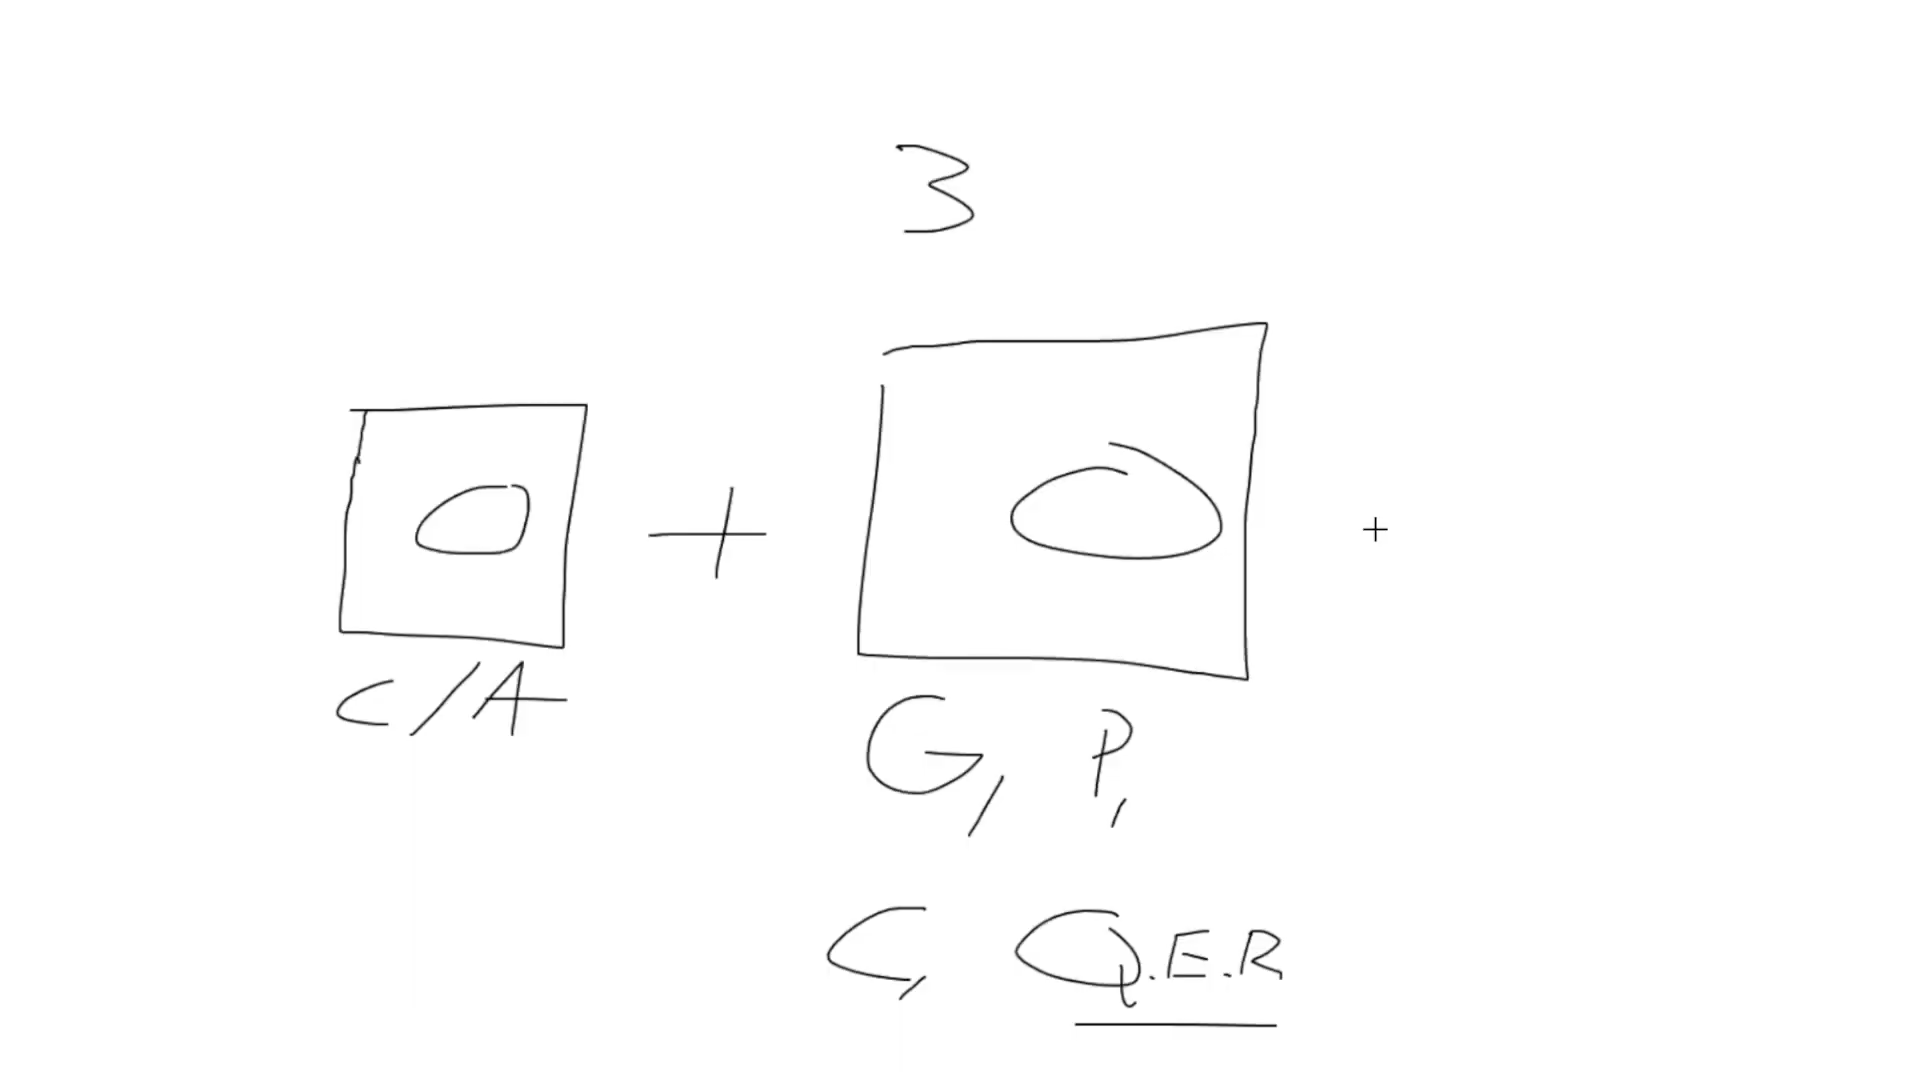 3
+
C/A
G, P,
C, Q.E.R